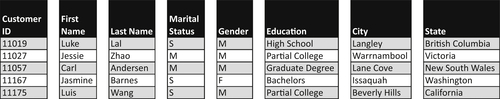 Customer ID First Name Last Name Marital Status Gender Education City State
11019 Luke Lal S M High School Langley British Columbia
11027 Jessie Zhao M M Partial College Warrnambool Victoria
11057 Carl Andersen M M Graduate Degree Lane Cove New South Wales
11167 Jasmine Barnes S F Bachelors Issaquah Washington
11175 Luis Wang S M Partial College Beverly Hills California